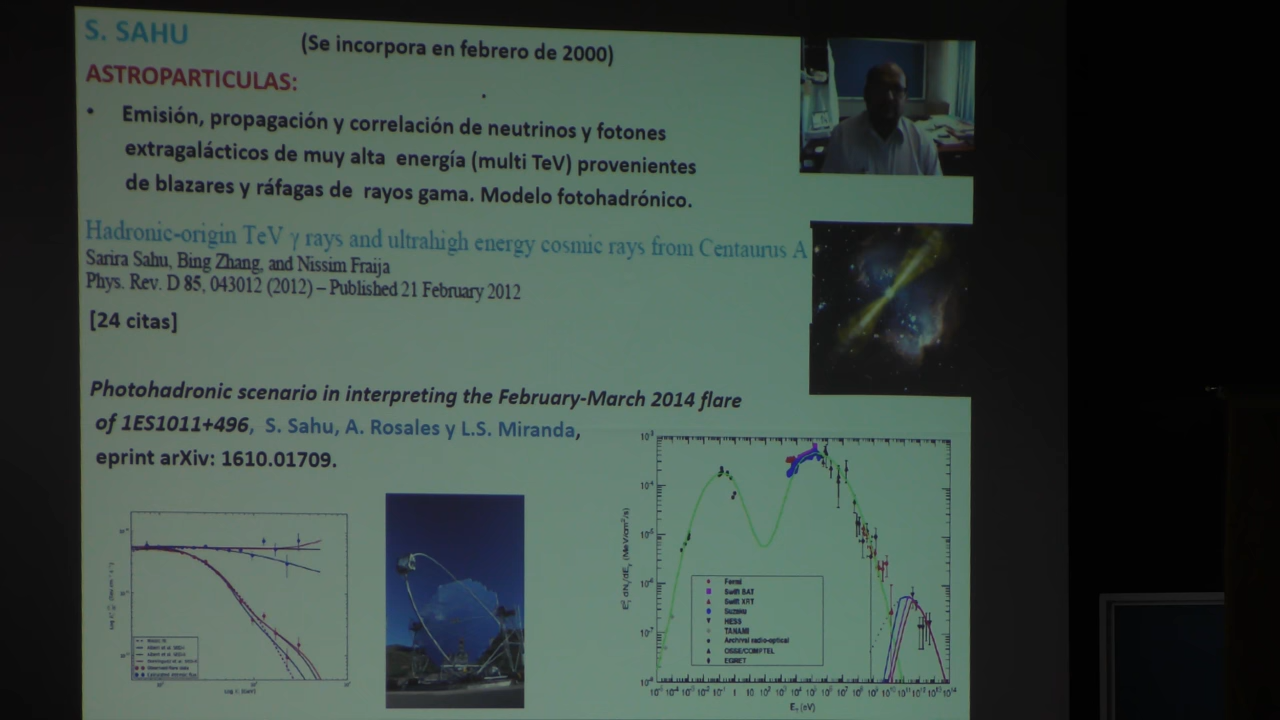 S. SAHU (Se incorpora en febrero de 2000)
ASTROPARTICULAS:
• Emisión, propagación y correlación de neutrinos y fotones
extragalácticos de muy alta energía (multi TeV) provenientes
de blazares y ráfagas de rayos gama. Modelo fotohadrónico.
Hadronic-origin TeV γ rays and ultrahigh energy cosmic rays from Centaurus A
Sarira Sahu, Bing Zhang, and Nissim Fraija
Phys. Rev. D 85, 043012 (2012) – Published 21 February 2012
[24 citas]
Photohadronic scenario in interpreting the February-March 2014 flare
of 1ES1011+496, S. Sahu, A. Rosales y L.S. Miranda,
eprint arXiv: 1610.01709.
Fermi
Swift BAT
Swift XRT
Suzaku
HESS
TANAMI
Archival radio-optical
OSSE/COMPTEL
EGRET